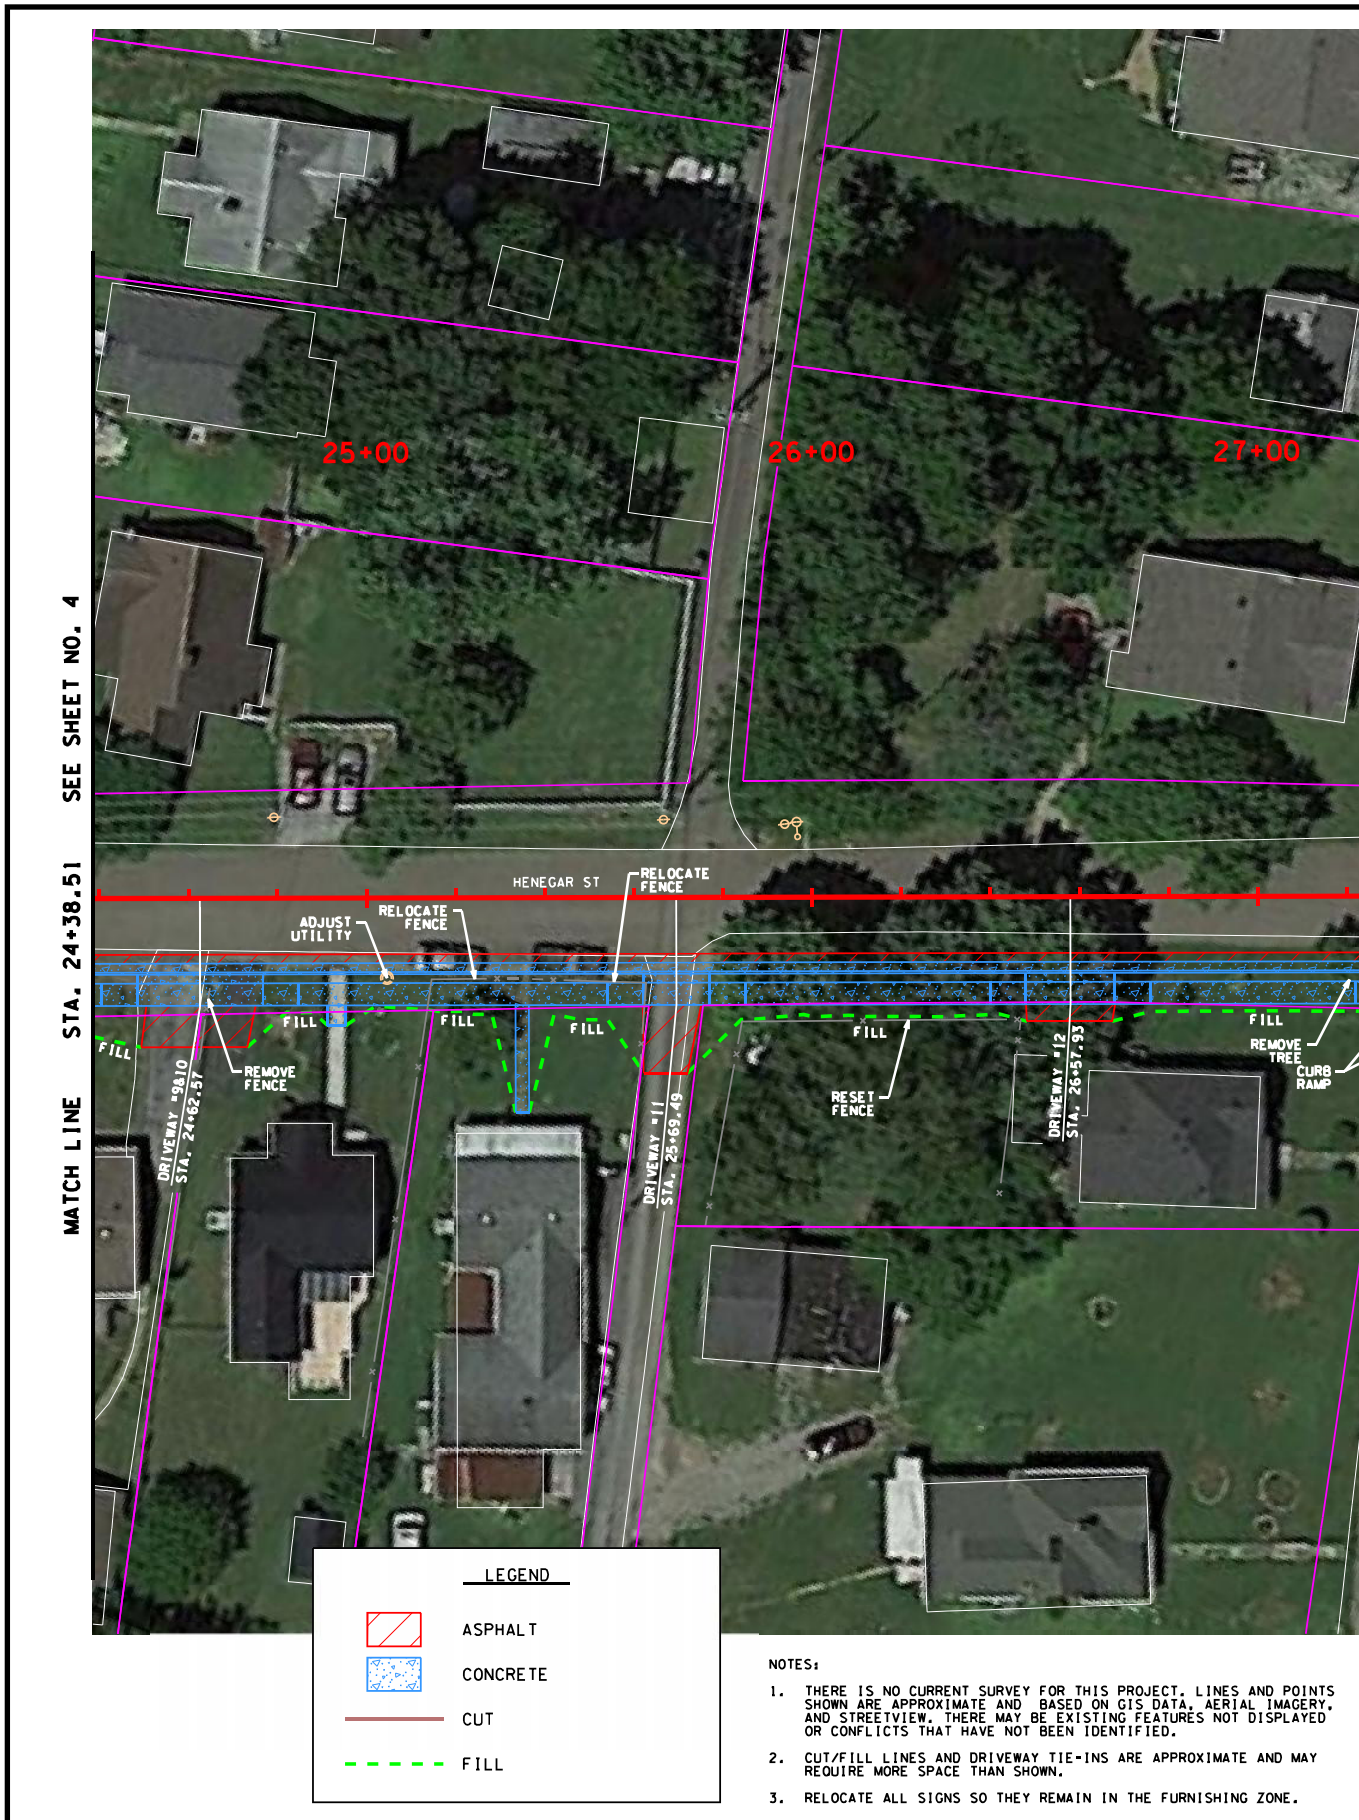 25+00
26+00
27+00
MATCH LINE STA. 24+38.51 SEE SHEET NO. 4
HENEGAR ST
RELOCATE
FENCE
RELOCATE
FENCE
ADJUST
UTILITY
FILL
FILL
FILL
FILL
FILL
REMOVE
FENCE
RESET
FENCE
REMOVE
TREE
CURB
RAMP
DRIVEWAY #9&10
STA. 24+62.57
DRIVEWAY #11
STA. 25+69.49
DRIVEWAY #12
STA. 26+57.93
LEGEND
ASPHALT
CONCRETE
CUT
FILL
NOTES:
1. THERE IS NO CURRENT SURVEY FOR THIS PROJECT. LINES AND POINTS
SHOWN ARE APPROXIMATE AND BASED ON GIS DATA, AERIAL IMAGERY,
AND STREETVIEW. THERE MAY BE EXISTING FEATURES NOT DISPLAYED
OR CONFLICTS THAT HAVE NOT BEEN IDENTIFIED.
2. CUT/FILL LINES AND DRIVEWAY TIE-INS ARE APPROXIMATE AND MAY
REQUIRE MORE SPACE THAN SHOWN.
3. RELOCATE ALL SIGNS SO THEY REMAIN IN THE FURNISHING ZONE.